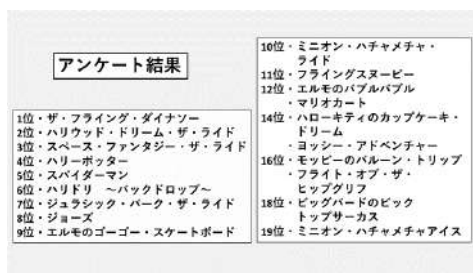 アンケート結果
1位・ザ・フライング・ダイナソー
2位・ハリウッド・ドリーム・ザ・ライド
3位・スペース・ファンタジー・ザ・ライド
4位・ハリーポッター
5位・スパイダーマン
6位・ハリドリ ～バックドロップ～
7位・ジュラシック・パーク・ザ・ライド
8位・ジョーズ
9位・エルモのゴーゴー・スケートボード
10位・ミニオン・ハチャメチャ・
ライド
11位・フライングスヌーピー
12位・エルモのバブルバブル
・マリオカート
14位・ハローキティのカップケーキ・
ドリーム
・ヨッシー・アドベンチャー
16位・モッピーのバルーン・トリップ
・フライト・オブ・ザ・
ヒップグリフ
18位・ビッグバードのビック
トップサーカス
19位・ミニオン・ハチャメチャアイス